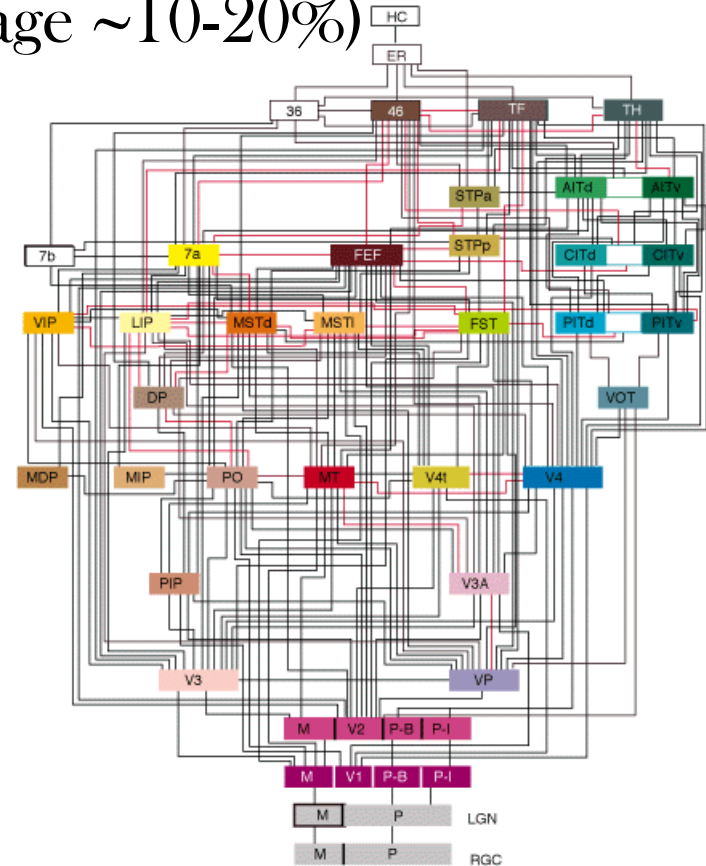 age ~10-20%)
HC
ER
36 46 TF TH
STPa AITd AITv
7b 7a FEF STPp CITd CITv
VIP LIP MSTd MSTl FST PITd PITv
DP VOT
MDP MIP PO MT V4t V4
PIP V3A
V3 VP
M V2 P-B P-I
M V1 P-B P-I
M P LGN
M P RGC